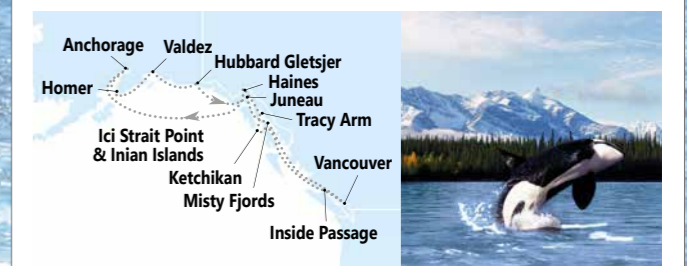 Anchorage
Valdez
Hubbard Gletsjer
Homer
Haines
Juneau
Tracy Arm
Ici Strait Point
& Inian Islands
Vancouver
Ketchikan
Misty Fjords
Inside Passage